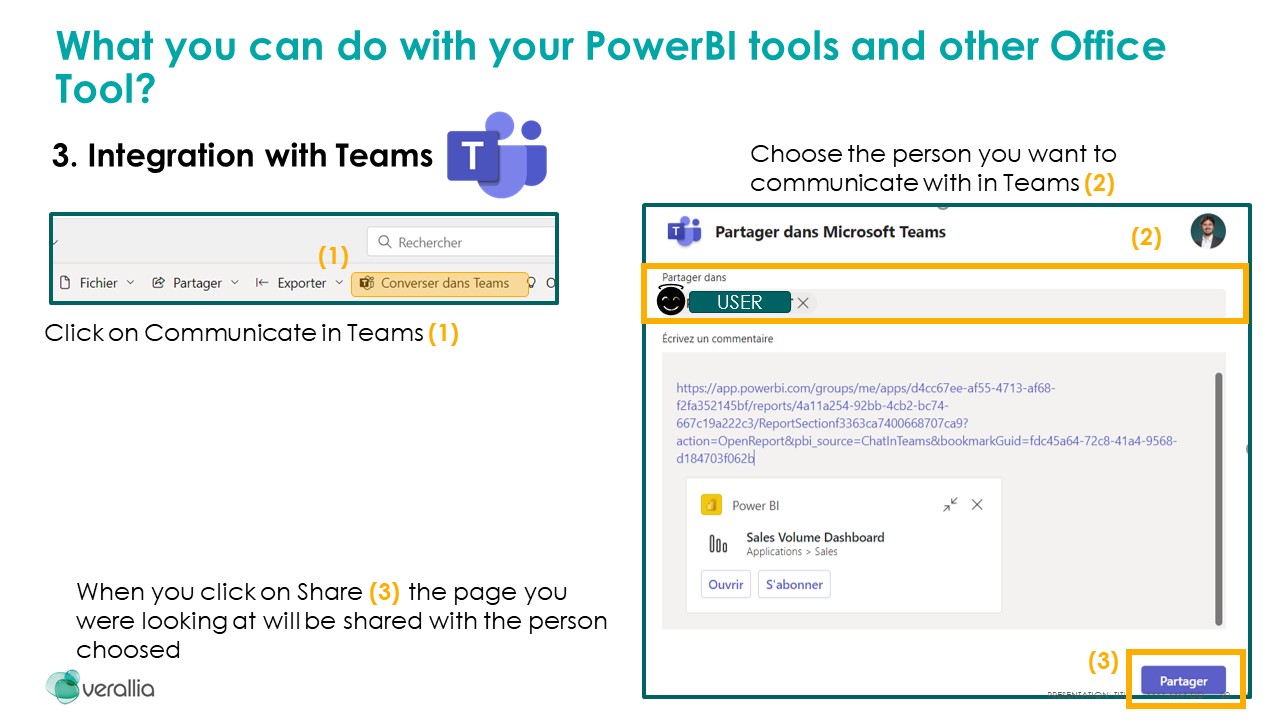 What you can do with your PowerBI tools and other Office
Tool?
3. Integration with Teams
T
Choose the person you want to
communicate with in Teams (2)
(1)
Rechercher
Fichier
Partager
Exporter
Converser dans Teams
Click on Communicate in Teams (1)
T
Partager dans Microsoft Teams
(2)
Partager dans
USER
Écrivez un commentaire
https://app.powerbi.com/groups/me/apps/d4cc67ee-af55-4713-af68-
f2fa352145bf/reports/4a11a254-92bb-4cb2-bc74-
667c19a222c3/ReportSectionf3363ca7400668707ca9?
action=OpenReport&pbi_source=ChatInTeams&bookmarkGuid=fdc45a64-72c8-41a4-9568-
d184703f062b
Power BI
Sales Volume Dashboard
Applications > Sales
Ouvrir
S'abonner
When you click on Share (3) the page you
were looking at will be shared with the person
choosed
(3)
Partager
verallia
PRESENTATION